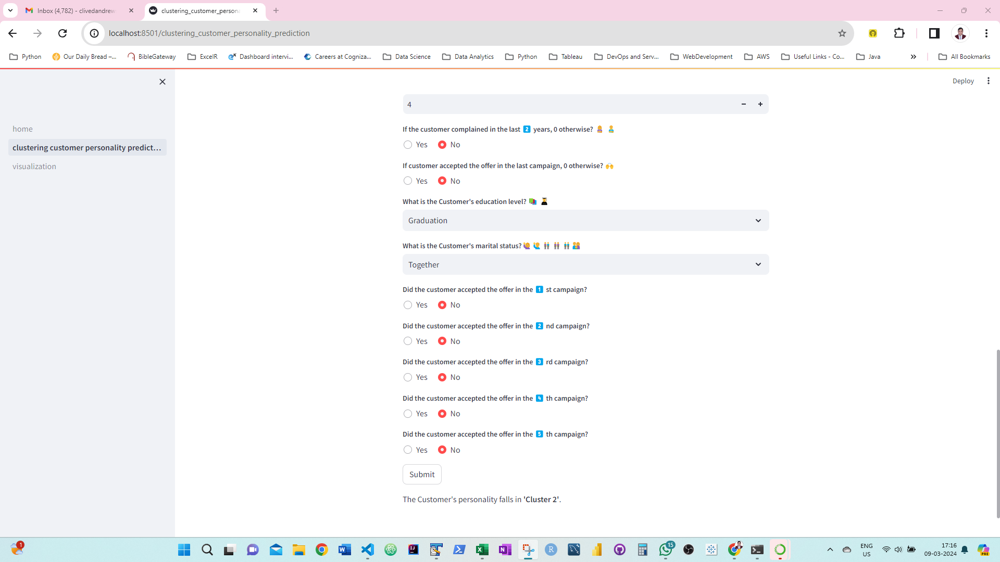 Inbox (4,782) - clivedandrew
clustering_customer_persona
localhost:8501/clustering_customer_personality_prediction
Python
Our Daily Bread –...
BibleGateway
ExcelR
Dashboard intervi...
Careers at Cogniza...
Data Science
Data Analytics
Python
Tableau
DevOps and Serv...
WebDevelopment
AWS
Useful Links - Co...
Java
»
All Bookmarks
Deploy
home
clustering customer personality predict...
visualization
4
If the customer complained in the last 2 years, 0 otherwise?
Yes No
If customer accepted the offer in the last campaign, 0 otherwise?
Yes No
What is the Customer's education level?
Graduation
What is the Customer's marital status?
Together
Did the customer accepted the offer in the 1 st campaign?
Yes No
Did the customer accepted the offer in the 2 nd campaign?
Yes No
Did the customer accepted the offer in the 3 rd campaign?
Yes No
Did the customer accepted the offer in the 4 th campaign?
Yes No
Did the customer accepted the offer in the 5 th campaign?
Yes No
Submit
The Customer's personality falls in 'Cluster 2'.
1
15
ENG
US
17:16
09-03-2024
PRE